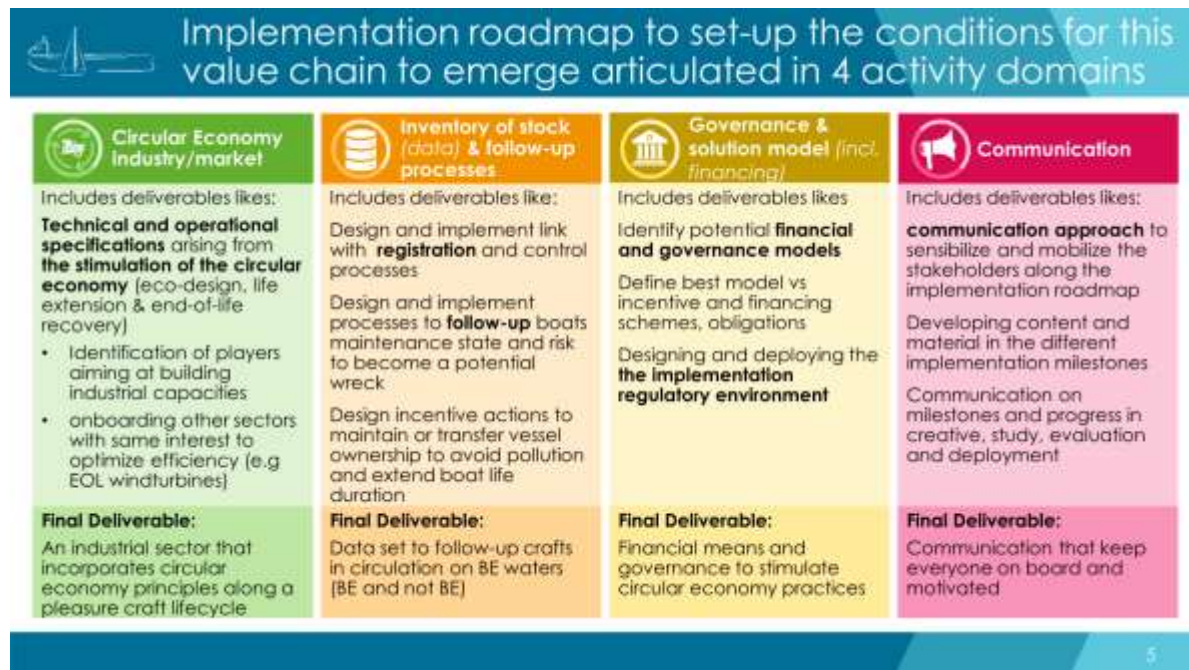 Implementation roadmap to set-up the conditions for this
value chain to emerge articulated in 4 activity domains
Circular Economy
Industry/market
Includes deliverables likes:
Technical and operational
specifications arising from
the stimulation of the circular
economy (eco-design, life
extension & end-of-life
recovery)
• Identification of players
aiming at building
industrial capacities
• onboarding other sectors
with same interest to
optimize efficiency (e.g
EOL windturbines)
Final Deliverable:
An industrial sector that
incorporates circular
economy principles along a
pleasure craft lifecycle
Inventory of stock
(data) & follow-up
processes
Includes deliverables like:
Design and implement link
with registration and control
processes
Design and implement
processes to follow-up boats
maintenance state and risk
to become a potential
wreck
Design incentive actions to
maintain or transfer vessel
ownership to avoid pollution
and extend boat life
duration
Final Deliverable:
Data set to follow-up crafts
in circulation on BE waters
(BE and not BE)
Governance &
solution model (incl.
financing)
Includes deliverables likes
Identify potential financial
and governance models
Define best model vs
incentive and financing
schemes, obligations
Designing and deploying the
the implementation
regulatory environment
Final Deliverable:
Financial means and
governance to stimulate
circular economy practices
Communication
Includes deliverables likes:
communication approach to
sensibilize and mobilize the
stakeholders along the
implementation roadmap
Developing content and
material in the different
implementation milestones
Communication on
milestones and progress in
creative, study, evaluation
and deployment
Final Deliverable:
Communication that keep
everyone on board and
motivated
5